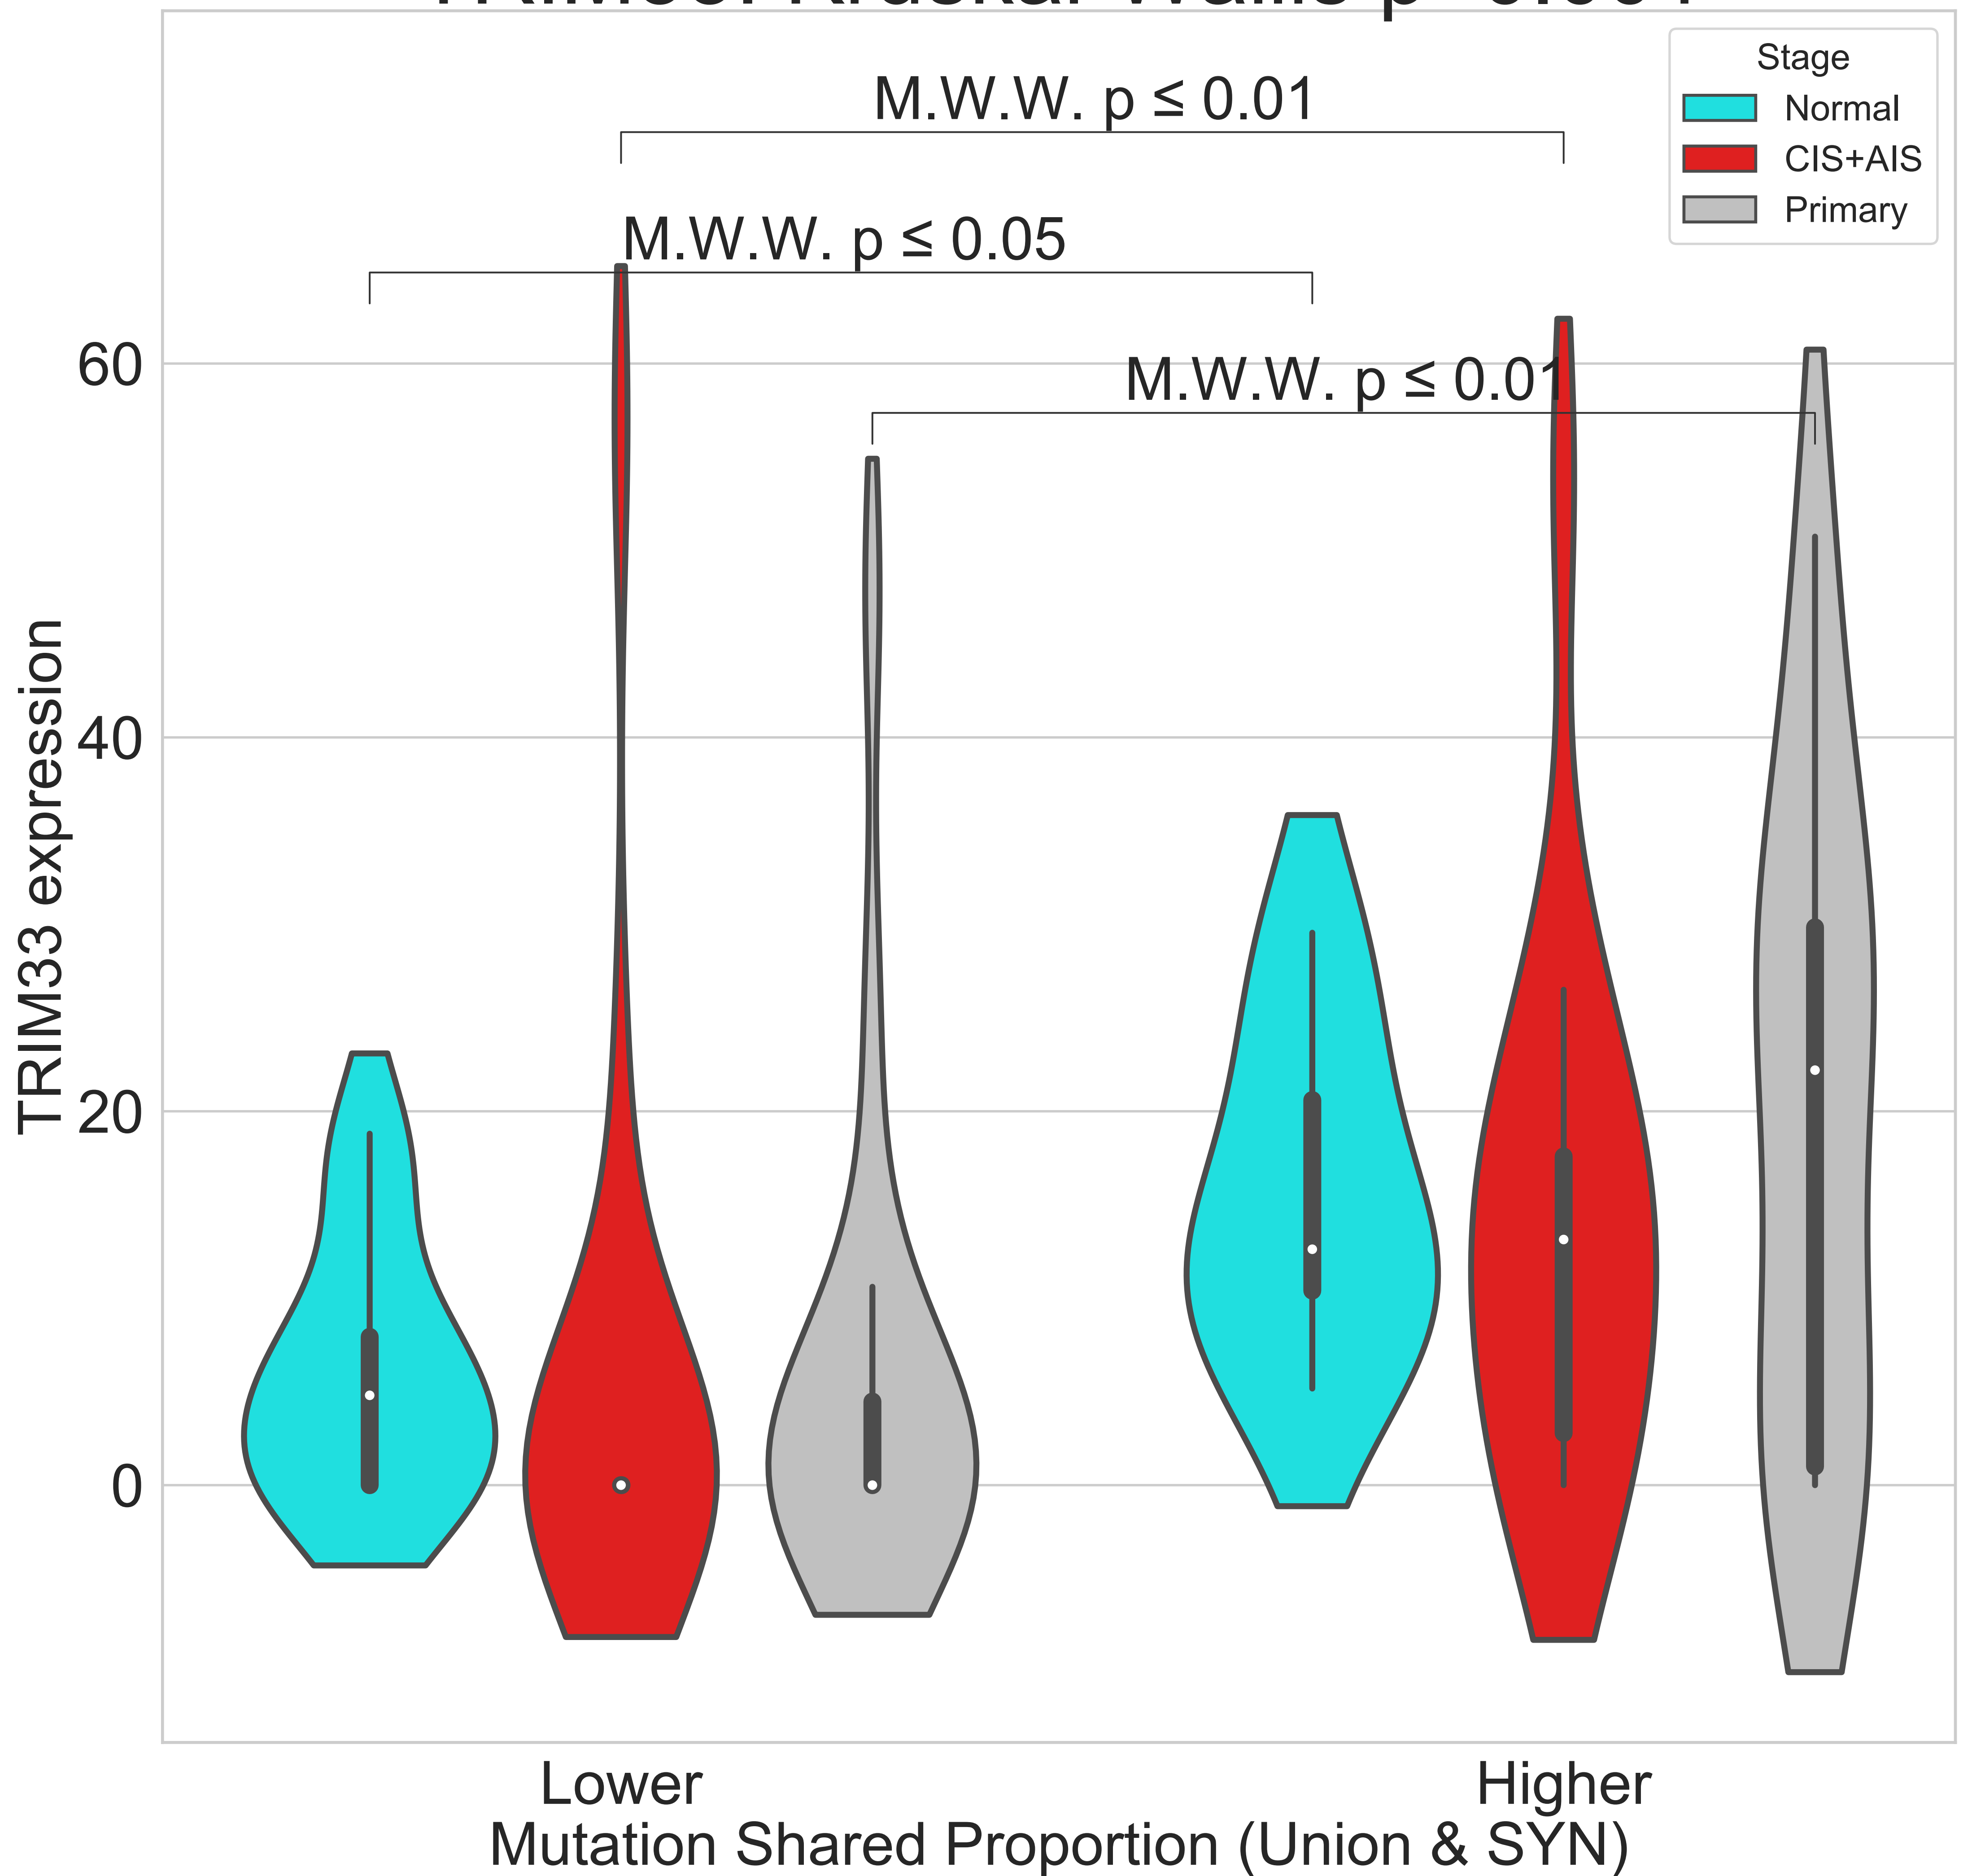 Stage
Normal
CIS+AIS
Primary
M.W.W. p ≤ 0.01
M.W.W. p ≤ 0.05
M.W.W. p ≤ 0.01
TRIM33 expression
60
40
20
0
Lower
Higher
Mutation Shared Proportion (Union & SYN)